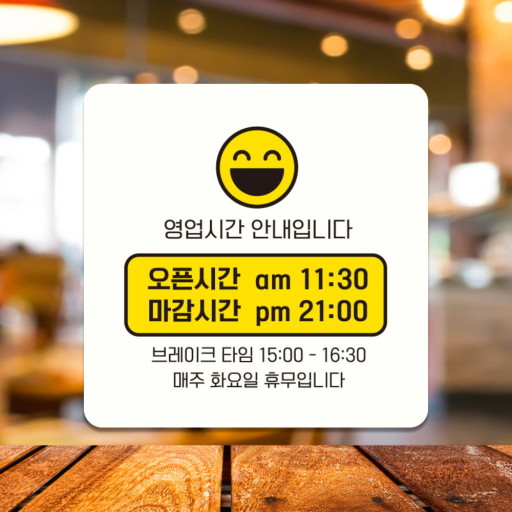 영업시간 안내입니다
오픈시간 am 11:30
마감시간 pm 21:00
브레이크 타임 15:00 - 16:30
매주 화요일 휴무입니다